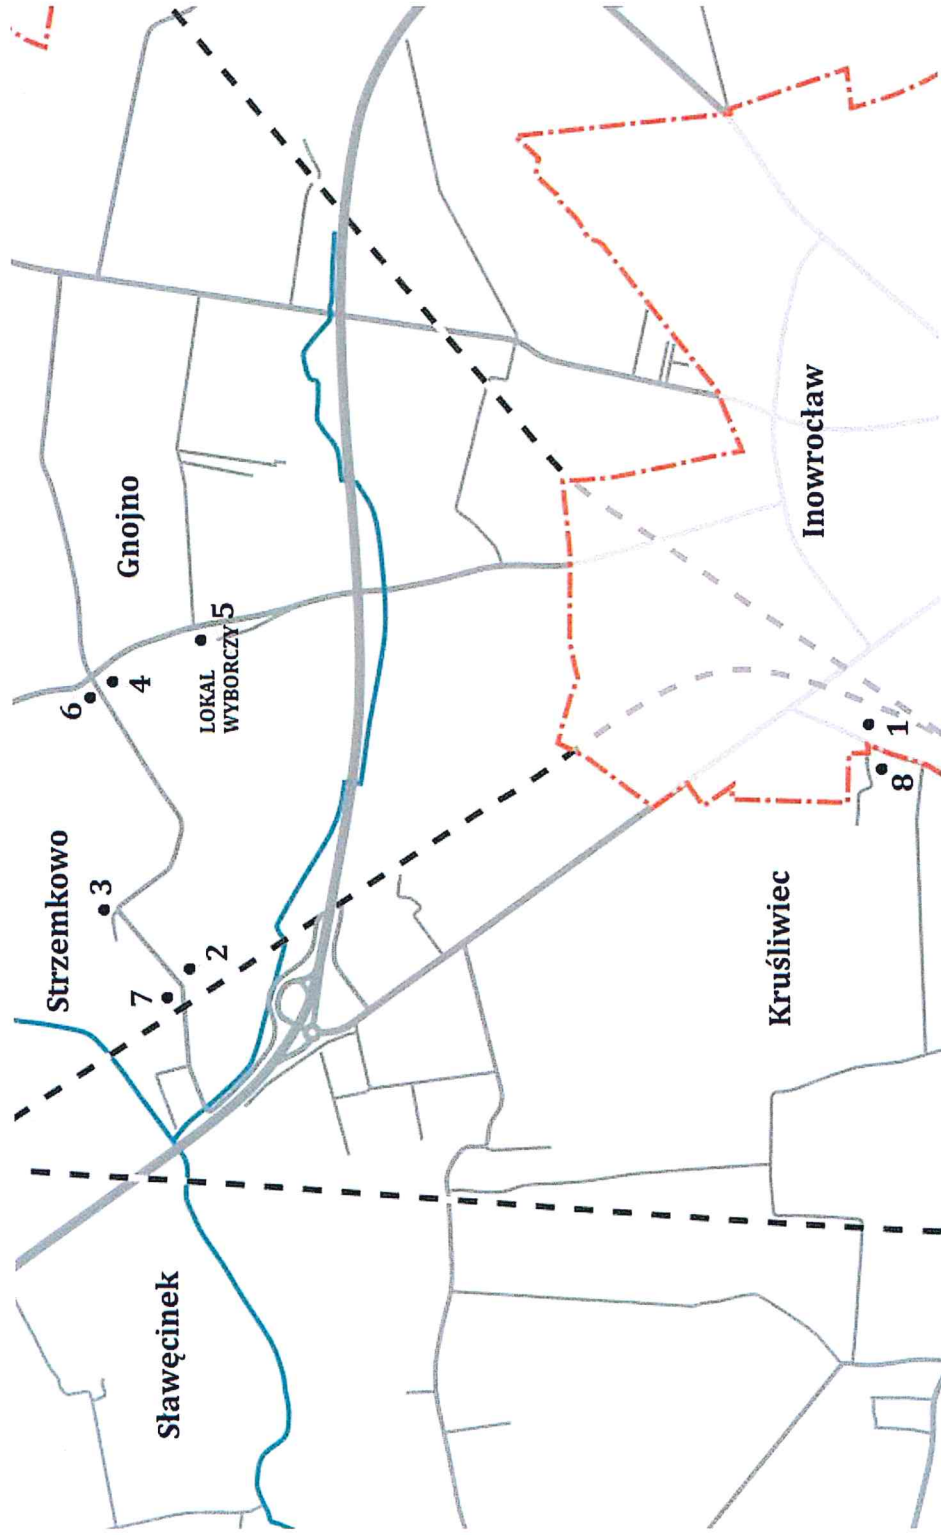 Sławęcinek
Strzemkowo
7
2
3
6
4
LOKAL
WYBORCZY 5
Gnojno
Kruśliwiec
8
1
Inowrocław